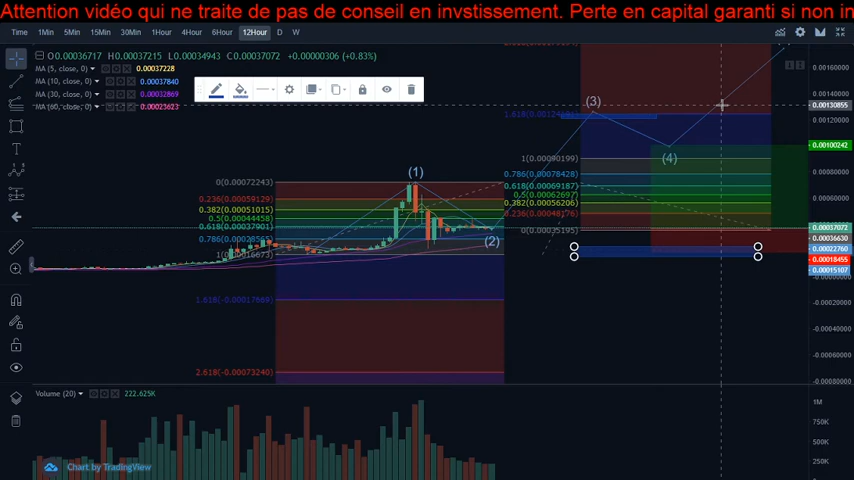 Attention vidéo qui ne traite de pas de conseil en invstissement. Perte en capital garanti si non in
Time 1Min 5Min 15Min 30Min 1Hour 4Hour 6Hour 12Hour D W
O0.00036717 H0.00037215 L0.00034943 C0.00037072 +0.00000306 (+0.83%)
MA (5, close, 0) 0.00037228
MA (10, close, 0) 0.00037840
MA (30, close, 0) 0.00032869
MA (60, close, 0) 0.00023623
0.00160000
0.00130855
0.00120000
0.00100242
0.00080000
0.00060000
0.00037072
0.00036630
0.00022760
0.00018455
0.00015107
-0.00020000
-0.00040000
-0.00060000
-0.00080000
(3)
(4)
1(0.00090199)
0.786(0.00078428)
0.618(0.00069187)
0.5(0.00062697)
0.382(0.00056206)
0.236(0.00048176)
0(0.00035195)
(1)
(2)
0(0.00072243)
0.236(0.00059129)
0.382(0.00051015)
0.5(0.00044458)
0.618(0.00037901)
0.786(0.00028565)
1(0.00016673)
1.618(-0.00017669)
2.618(-0.00073240)
Volume (20) 222.625K
1M
750K
500K
250K
0
Chart by TradingView